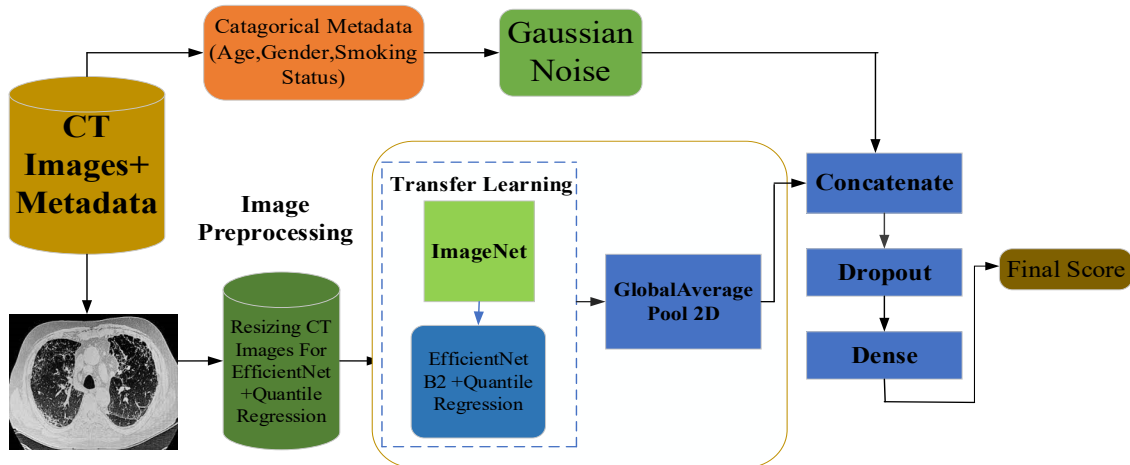 Catagorical Metadata
(Age,Gender,Smoking
Status)
Gaussian
Noise
CT
Images+
Metadata
Image
Preprocessing
Transfer Learning
ImageNet
EfficientNet
B2 +Quantile
Regression
Resizing CT
Images For
EfficientNet
+Quantile
Regression
GlobalAverage
Pool 2D
Concatenate
Dropout
Dense
Final Score